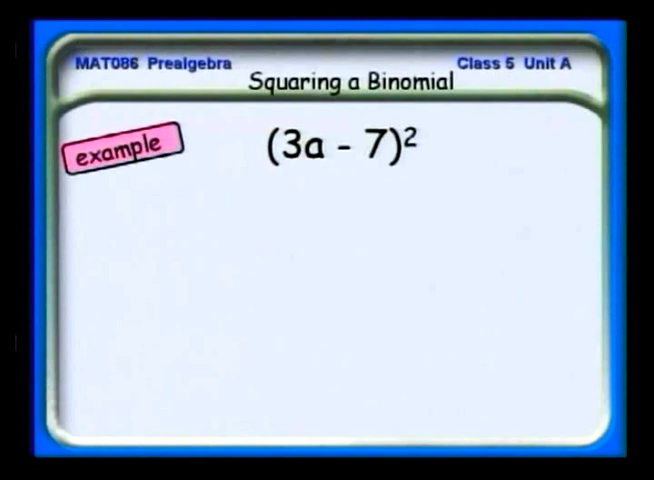 MAT086 Prealgebra
Class 5 Unit A
Squaring a Binomial
example
(3a - 7)²